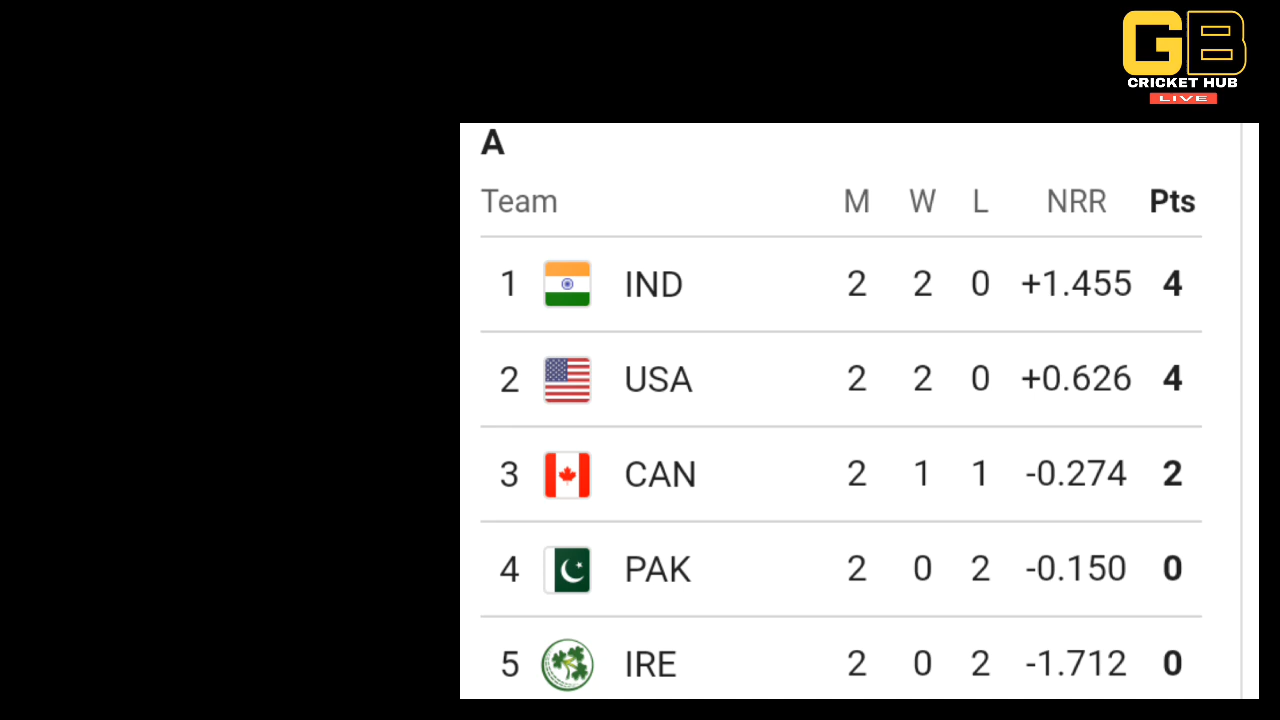 GB
CRICKET HUB
LIVE
A
Team M W L NRR Pts
1 IND 2 2 0 +1.455 4
2 USA 2 2 0 +0.626 4
3 CAN 2 1 1 -0.274 2
4 PAK 2 0 2 -0.150 0
5 IRE 2 0 2 -1.712 0